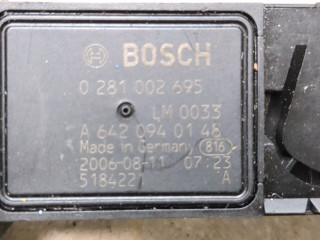 BOSCH
0 281 002 695
LM 0033
A 642 094 01 48
Made in Germany 816
2006-08-11 07:23
518422 A